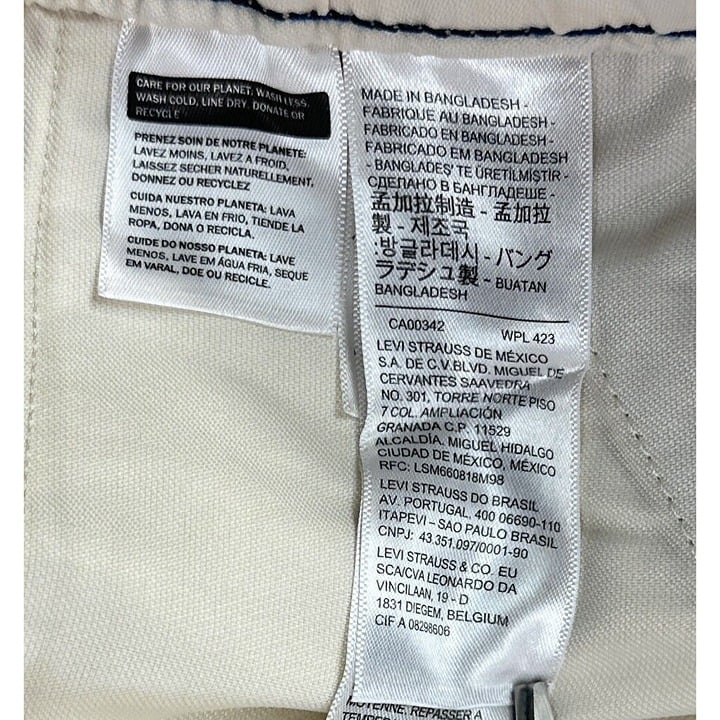 CARE FOR OUR PLANET: WASH LESS,
WASH COLD, LINE DRY, DONATE OR
RECYCLE
PRENEZ SOIN DE NOTRE PLANETE:
LAVEZ MOINS, LAVEZ A FROID,
LAISSEZ SECHER NATURELLEMENT,
DONNEZ OU RECYCLEZ
CUIDA NUESTRO PLANETA: LAVA
MENOS, LAVA EN FRIO, TIENDE LA
ROPA, DONA O RECICLA.
CUIDE DO NOSSO PLANETA: LAVE
MENOS, LAVE EM ÁGUA FRIA, SEQUE
EM VARAL, DOE OU RECICLE.
MADE IN BANGLADESH -
FABRIQUE AU BANGLADESH -
FABRICADO EN BANGLADESH -
FABRICADO EM BANGLADESH
- BANGLADEŞ'TE ÜRETİLMİŞTİR -
СДЕЛАНО В БАНГЛАДЕШЕ -
孟加拉制造 - 孟加拉
製 - 제조국
:방글라데시 - バング
ラデシュ製 - BUATAN
BANGLADESH
CA00342 WPL 423
LEVI STRAUSS DE MÉXICO
S.A. DE C.V.BLVD. MIGUEL DE
CERVANTES SAAVEDRA
NO. 301, TORRE NORTE PISO
7 COL. AMPLIACIÓN
GRANADA C.P. 11529
ALCALDÍA. MIGUEL HIDALGO
CIUDAD DE MÉXICO, MÉXICO
RFC: LSM660818M98
LEVI STRAUSS DO BRASIL
AV. PORTUGAL, 400 06690-110
ITAPEVI – SAO PAULO BRASIL
CNPJ: 43.351.097/0001-90
LEVI STRAUSS & CO. EU
SCA/CVA LEONARDO DA
VINCILAAN, 19 - D
1831 DIEGEM, BELGIUM
CIF A 08298606
MOYENNE. REPASSER A